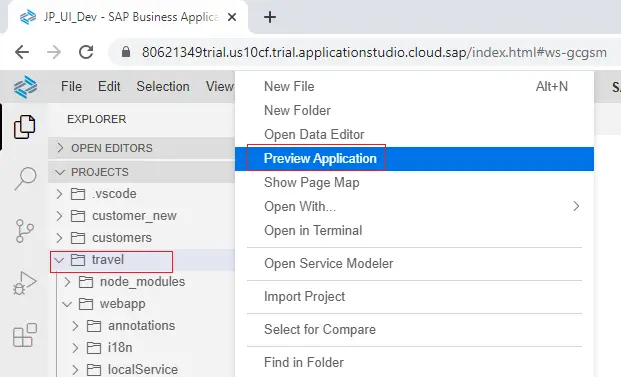 JP_UI_Dev - SAP Business Applica
80621349trial.us10cf.trial.applicationstudio.cloud.sap/index.html#ws-gcgsm
File Edit Selection View
EXPLORER
OPEN EDITORS
PROJECTS
.vscode
customer_new
customers
travel
node_modules
webapp
annotations
i18n
localService
New File Alt+N
New Folder
Open Data Editor
Preview Application
Show Page Map
Open With...
Open in Terminal
Open Service Modeler
Import Project
Select for Compare
Find in Folder